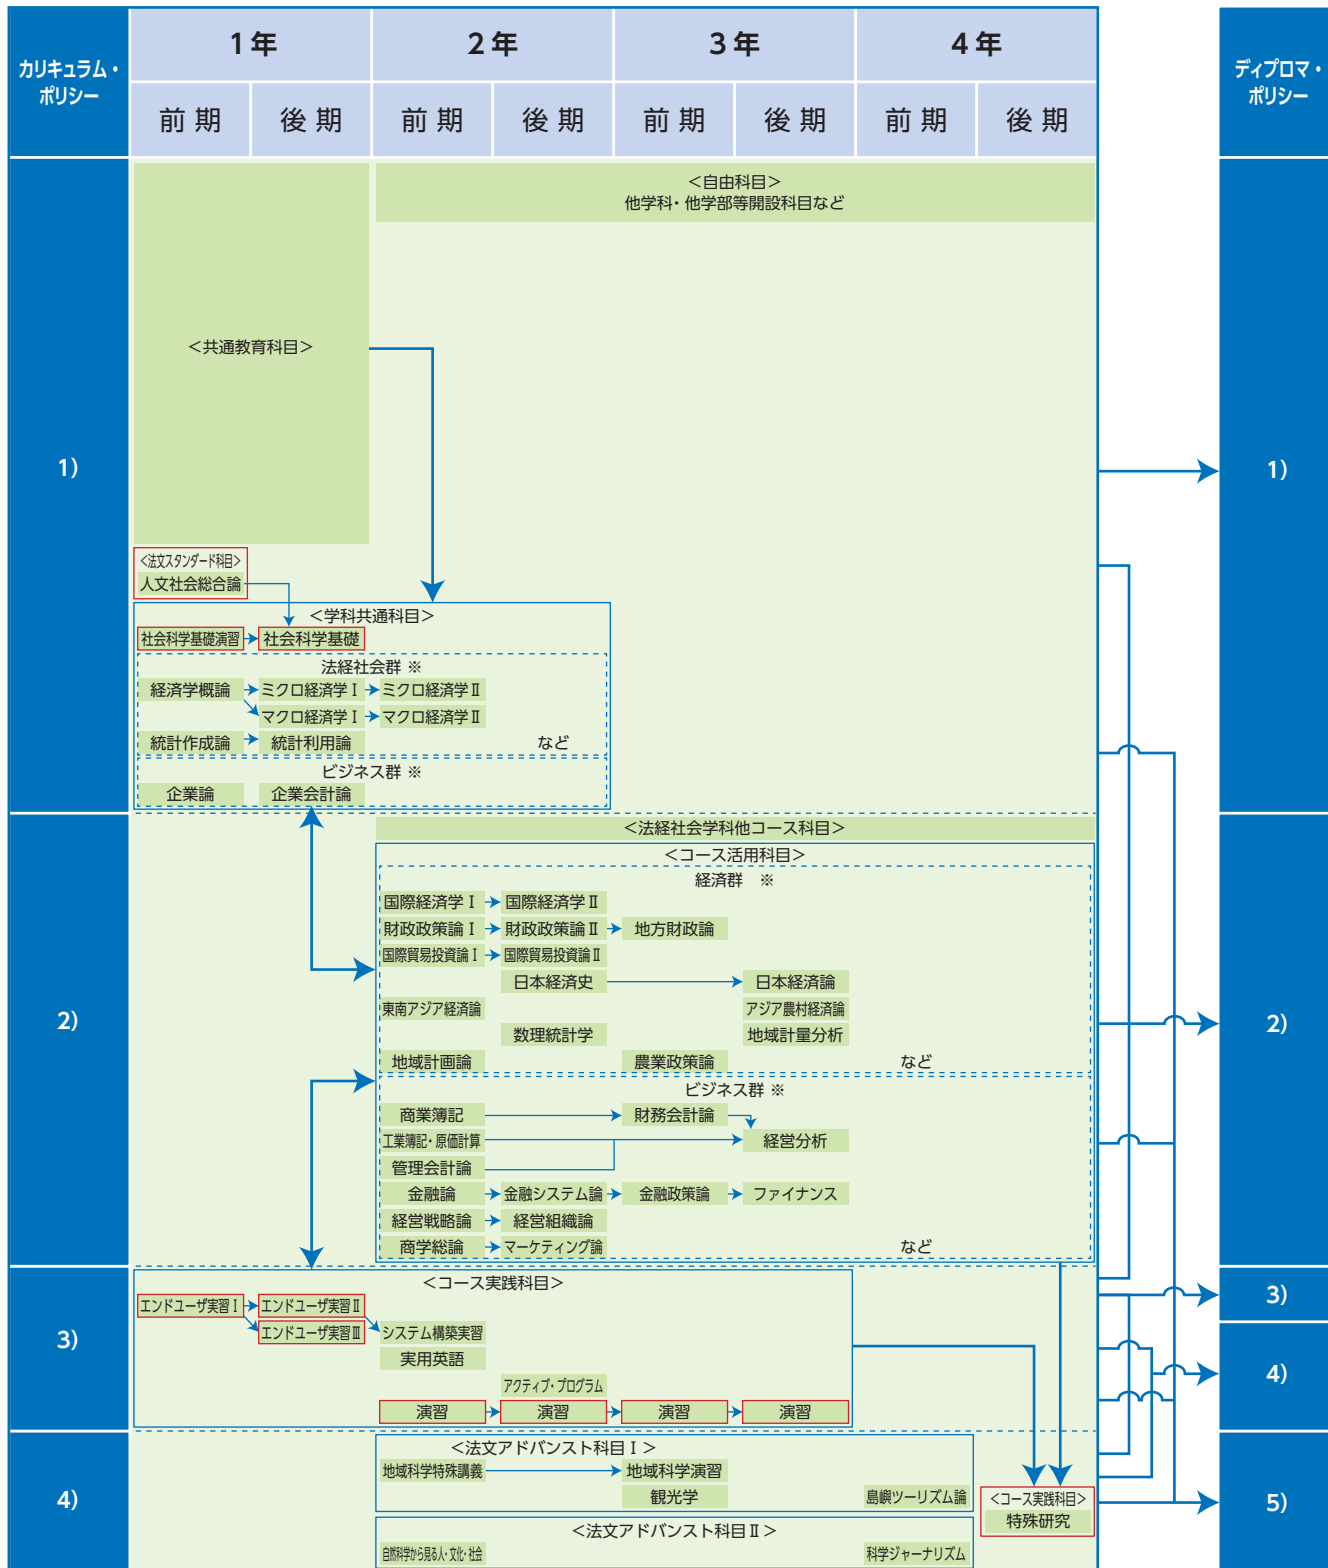 カリキュラム・
ポリシー
1年
2年
3年
4年
ディプロマ・
ポリシー
前期
後期
前期
後期
前期
後期
前期
後期
1)
<共通教育科目>
<自由科目>
他学科・他学部等開設科目など
1)
<法文スタンダード科目>
人文社会総合論
<学科共通科目>
社会科学基礎演習
社会科学基礎
法経社会群 ※
経済学概論
ミクロ経済学Ⅰ
ミクロ経済学Ⅱ
マクロ経済学Ⅰ
マクロ経済学Ⅱ
統計作成論
統計利用論
など
ビジネス群 ※
企業論
企業会計論
2)
<法経社会学科他コース科目>
<コース活用科目>
経済群 ※
国際経済学Ⅰ
国際経済学Ⅱ
財政政策論Ⅰ
財政政策論Ⅱ
地方財政論
国際貿易投資論Ⅰ
国際貿易投資論Ⅱ
日本経済史
日本経済論
東南アジア経済論
アジア農村経済論
数理統計学
地域計量分析
地域計画論
農業政策論
など
2)
ビジネス群 ※
商業簿記
財務会計論
工業簿記・原価計算
経営分析
管理会計論
金融論
金融システム論
金融政策論
ファイナンス
経営戦略論
経営組織論
商学総論
マーケティング論
など
3)
<コース実践科目>
エンドユーザ実習Ⅰ
エンドユーザ実習Ⅱ
エンドユーザ実習Ⅲ
システム構築実習
実用英語
アクティブ・プログラム
演習
演習
演習
演習
3)
4)
4)
<法文アドバンスト科目Ⅰ>
地域科学特殊講義
地域科学演習
観光学
島嶼ツーリズム論
<コース実践科目>
特殊研究
5)
<法文アドバンスト科目Ⅱ>
自然科学から見る人・文化・社会
科学ジャーナリズム